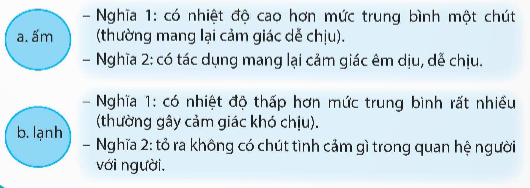 a. ấm
– Nghĩa 1: có nhiệt độ cao hơn mức trung bình một chút
(thường mang lại cảm giác dễ chịu).
– Nghĩa 2: có tác dụng mang lại cảm giác êm dịu, dễ chịu.
b. lạnh
– Nghĩa 1: có nhiệt độ thấp hơn mức trung bình rất nhiều
(thường gây cảm giác khó chịu).
– Nghĩa 2: tỏ ra không có chút tình cảm gì trong quan hệ người
với người.